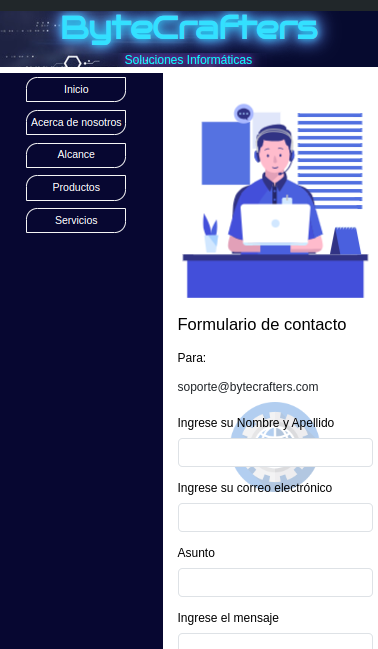 ByteCrafters
Soluciones Informáticas
Inicio
Acerca de nosotros
Alcance
Productos
Servicios
Formulario de contacto
Para:
soporte@bytecrafters.com
Ingrese su Nombre y Apellido
Ingrese su correo electrónico
Asunto
Ingrese el mensaje